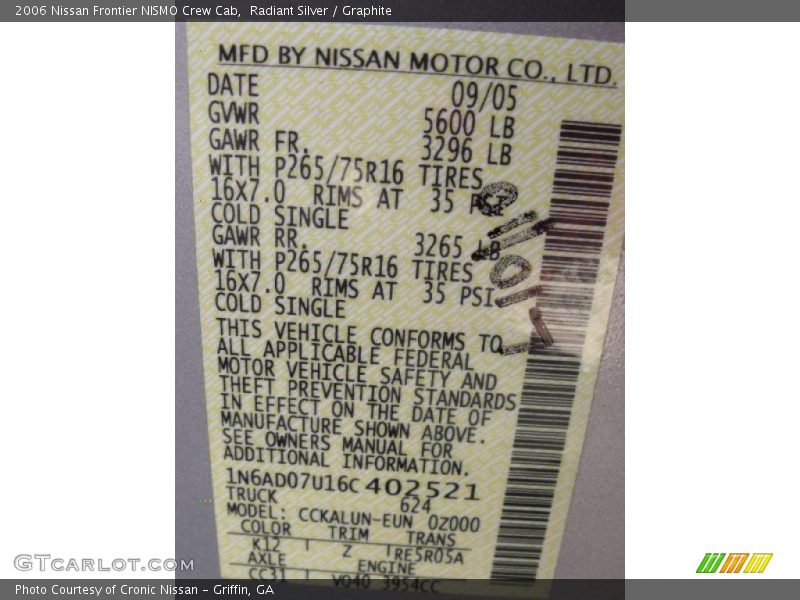 2006 Nissan Frontier NISMO Crew Cab,  Radiant Silver / Graphite
MFD BY NISSAN MOTOR CO., LTD.
DATE 09/05
GVWR 5600 LB
GAWR FR. 3296 LB
WITH P265/75R16 TIRES
16X7.0 RIMS AT 35 PSI
COLD SINGLE
GAWR RR. 3265 LB
WITH P265/75R16 TIRES
16X7.0 RIMS AT 35 PSI
COLD SINGLE
THIS VEHICLE CONFORMS TO
ALL APPLICABLE FEDERAL
MOTOR VEHICLE SAFETY AND
THEFT PREVENTION STANDARDS
IN EFFECT ON THE DATE OF
MANUFACTURE SHOWN ABOVE.
SEE OWNERS MANUAL FOR
ADDITIONAL INFORMATION.
1N6AD07U16C402521
TRUCK 624
MODEL: CCKALUN-EUN 0Z000
COLOR TRIM TRANS
K12 Z RE5R05A
AXLE ENGINE
CC31 VQ40 3954CC
GTCarLot.com
Photo Courtesy of Cronic Nissan – Griffin, GA